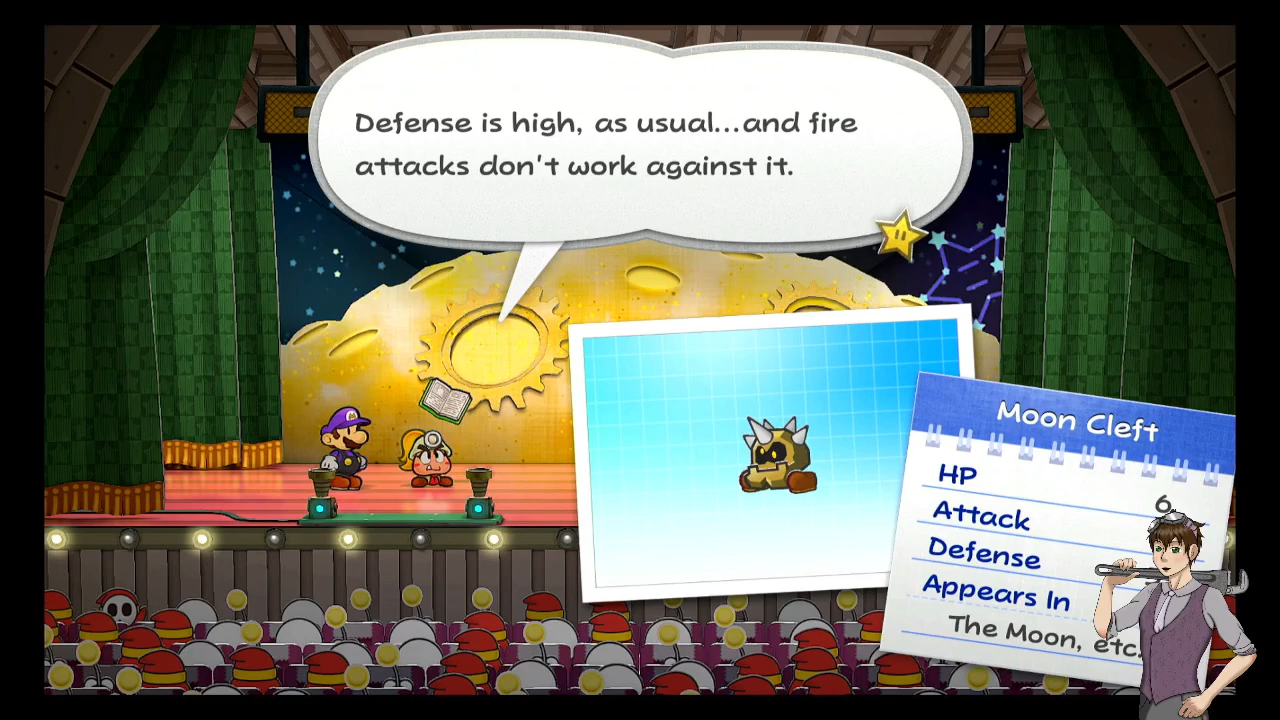 Defense is high, as usual...and fire
attacks don't work against it.
Moon Cleft
HP 6
Attack
Defense
Appears In
The Moon, etc.